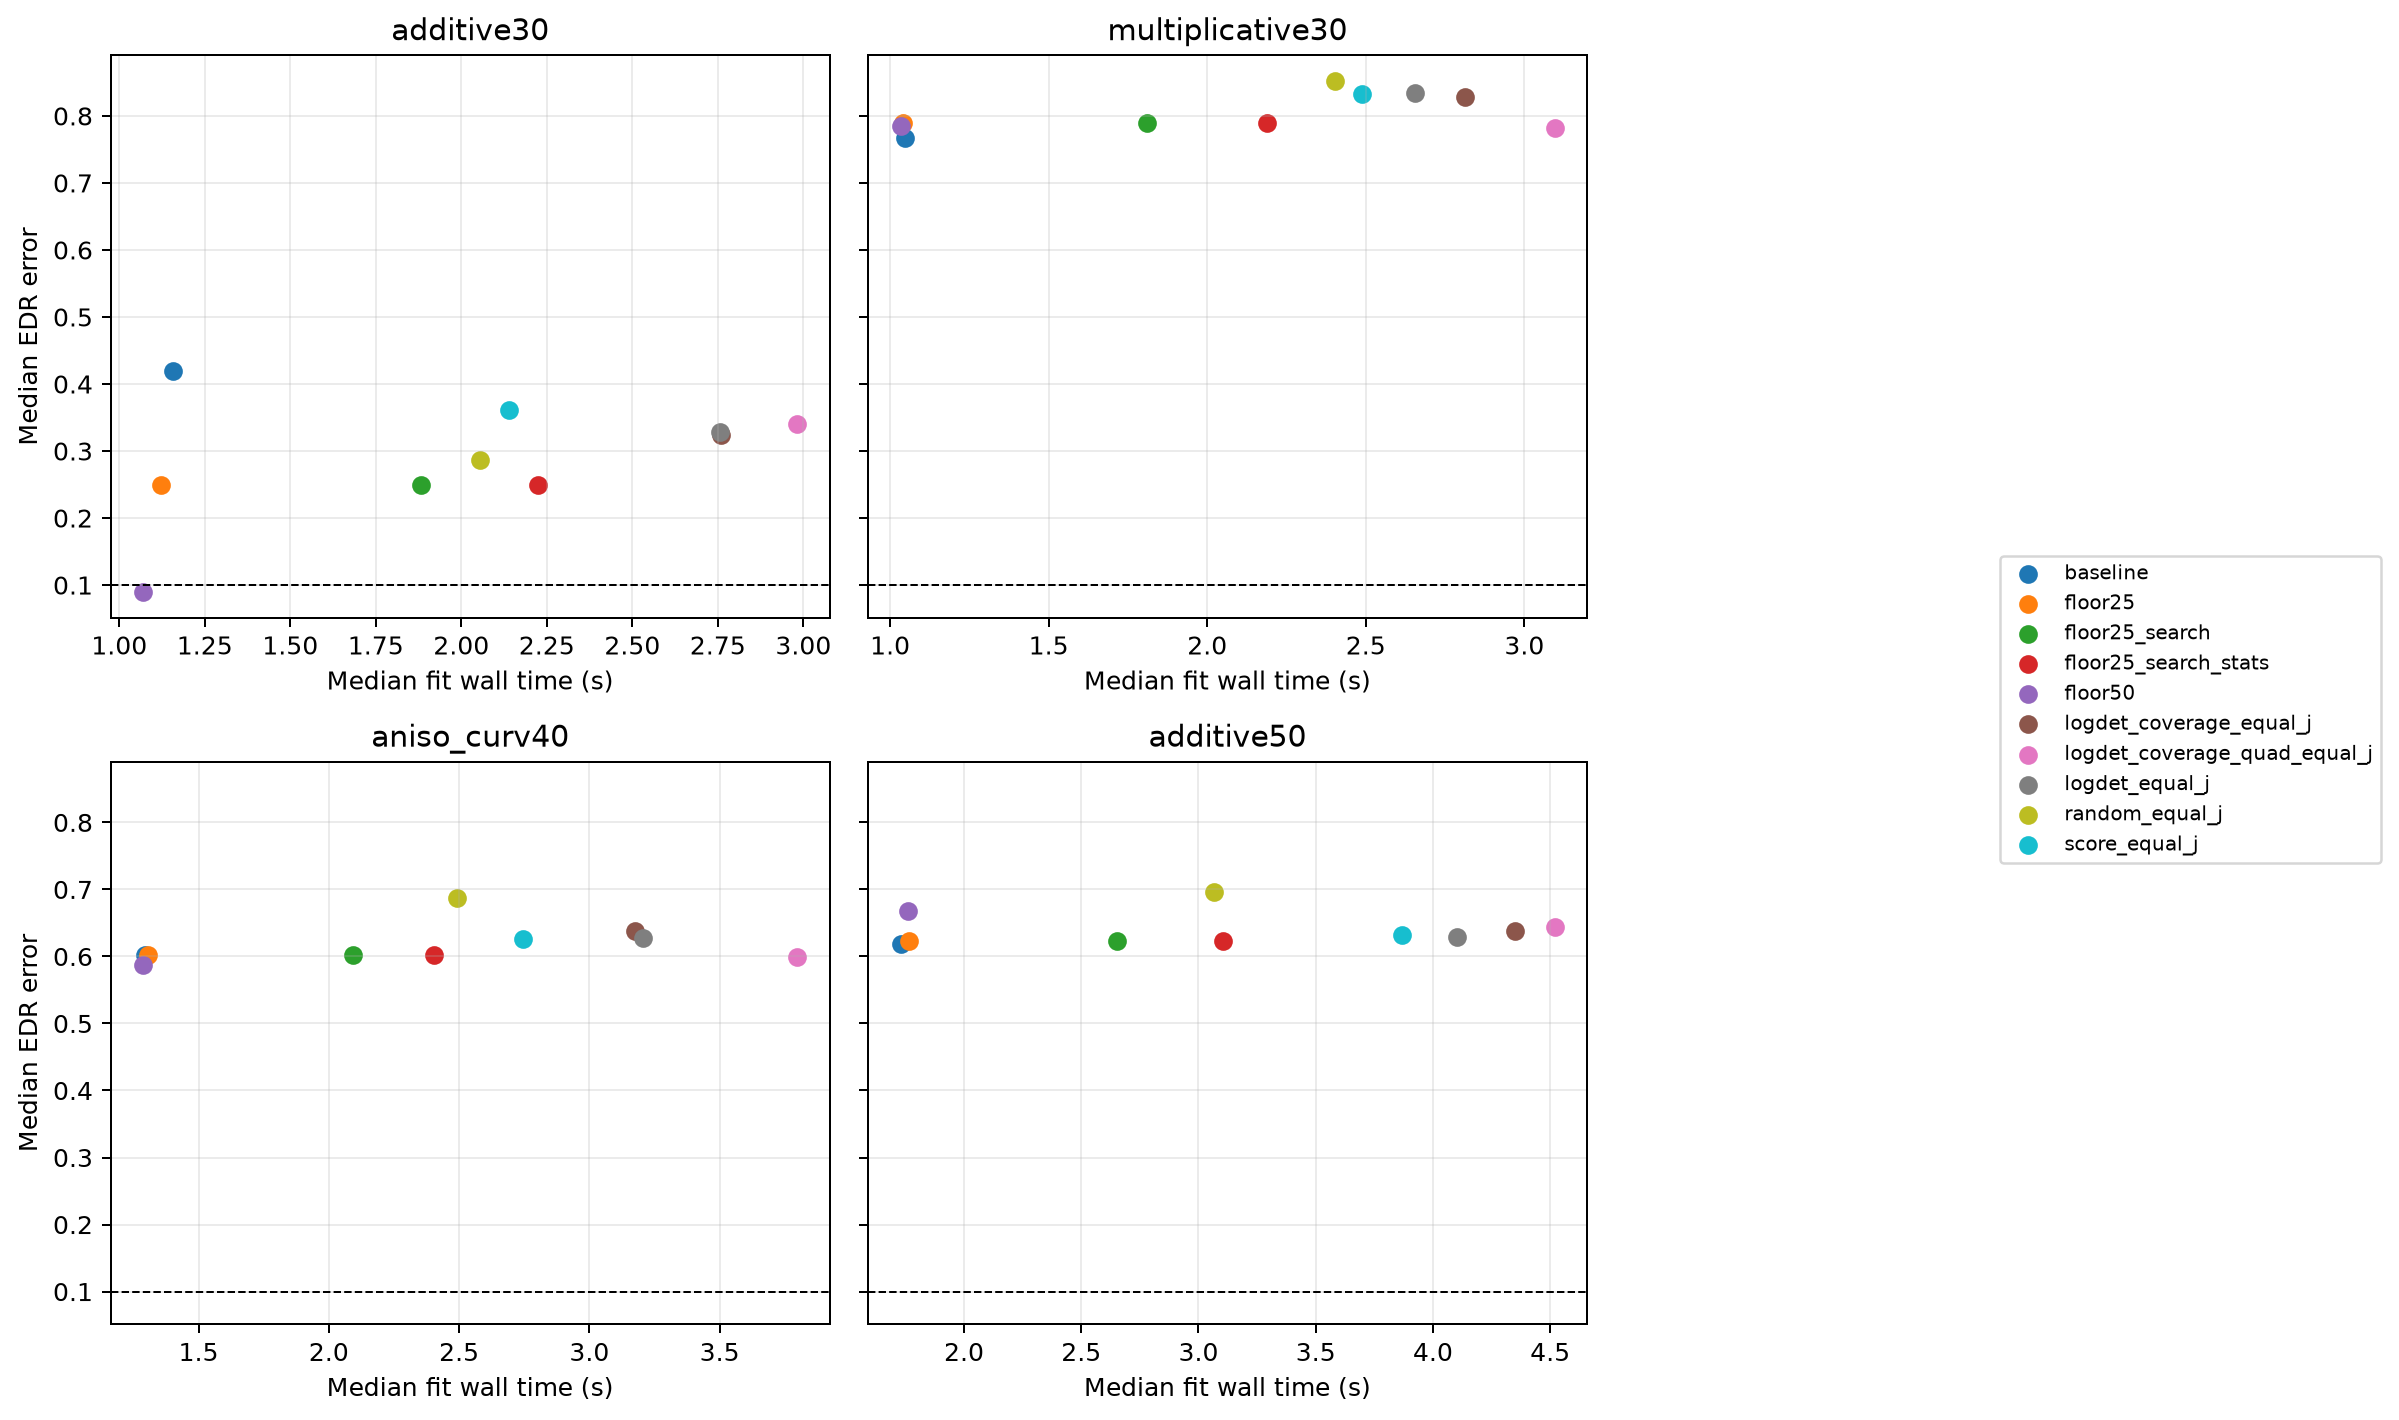 additive30
multiplicative30
Median EDR error
0.8
0.7
0.6
0.5
0.4
0.3
0.2
0.1
1.00 1.25 1.50 1.75 2.00 2.25 2.50 2.75 3.00
Median fit wall time (s)
1.0 1.5 2.0 2.5 3.0
Median fit wall time (s)
aniso_curv40
additive50
Median EDR error
0.8
0.7
0.6
0.5
0.4
0.3
0.2
0.1
1.5 2.0 2.5 3.0 3.5
Median fit wall time (s)
2.0 2.5 3.0 3.5 4.0 4.5
Median fit wall time (s)
baseline
floor25
floor25_search
floor25_search_stats
floor50
logdet_coverage_equal_j
logdet_coverage_quad_equal_j
logdet_equal_j
random_equal_j
score_equal_j